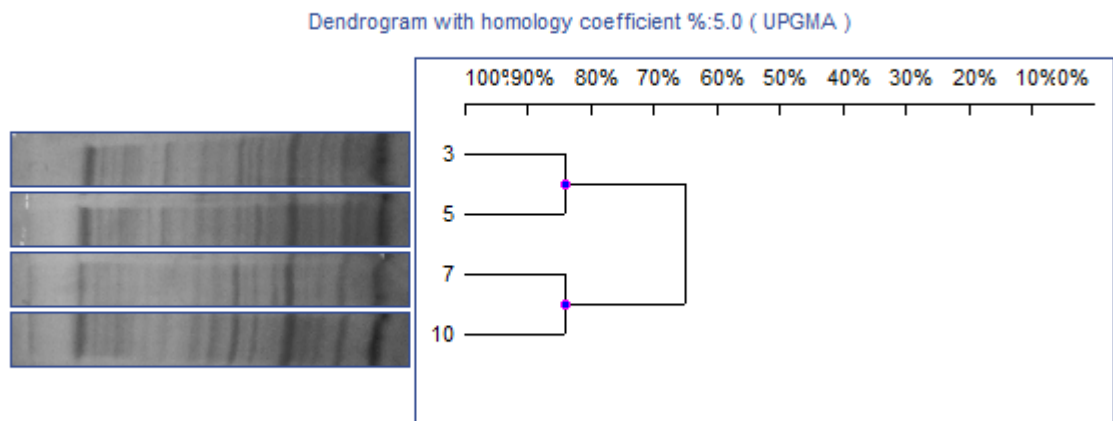 Dendrogram with homology coefficient %:5.0 ( UPGMA )
100%90% 80% 70% 60% 50% 40% 30% 20% 10%0%
3
5
7
10